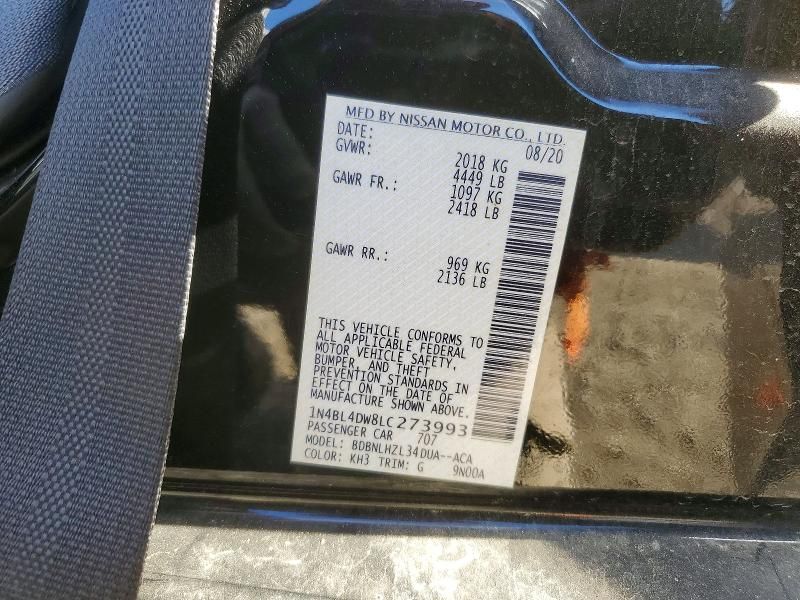 MFD BY NISSAN MOTOR CO., LTD.
DATE: 08/20
GVWR: 2018 KG
4449 LB
GAWR FR.: 1097 KG
2418 LB
GAWR RR.: 969 KG
2136 LB
THIS VEHICLE CONFORMS TO
ALL APPLICABLE FEDERAL
MOTOR VEHICLE SAFETY,
BUMPER, AND THEFT
PREVENTION STANDARDS IN
EFFECT ON THE DATE OF
MANUFACTURE SHOWN ABOVE.
1N4BL4DW8LC273993
PASSENGER CAR 707
MODEL: BDBNLHZL34DUA--ACA
COLOR: KH3 TRIM: G 9N00A